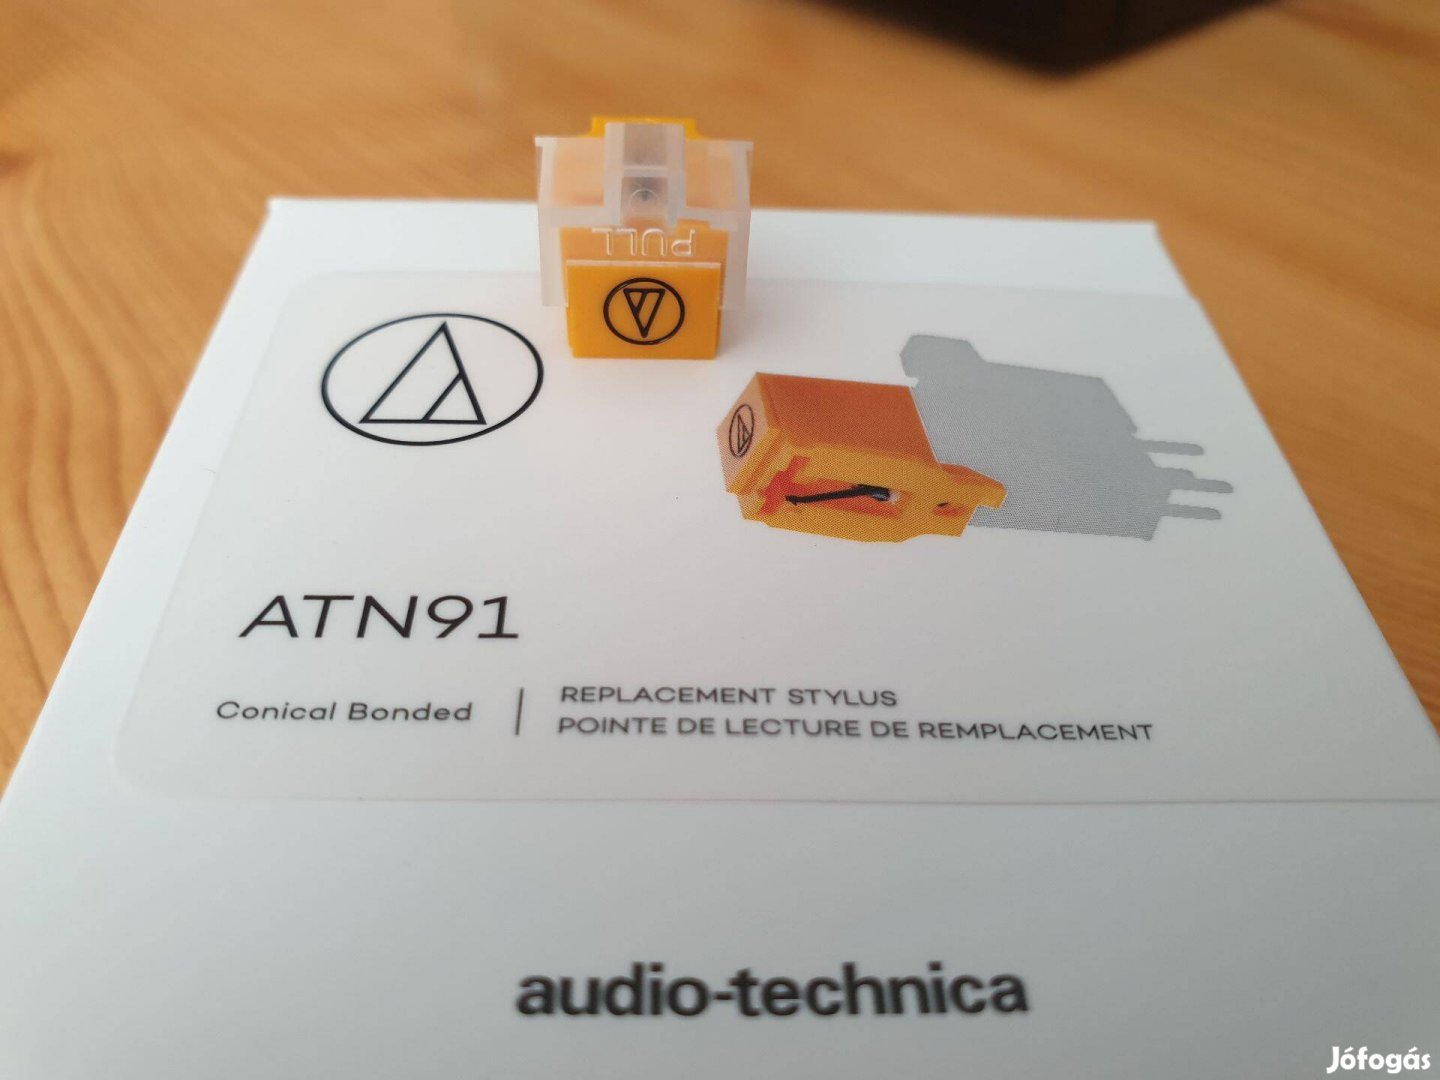 PULL
ATN91
Conical Bonded
REPLACEMENT STYLUS
POINTE DE LECTURE DE REMPLACEMENT
audio-technica
Jófogás